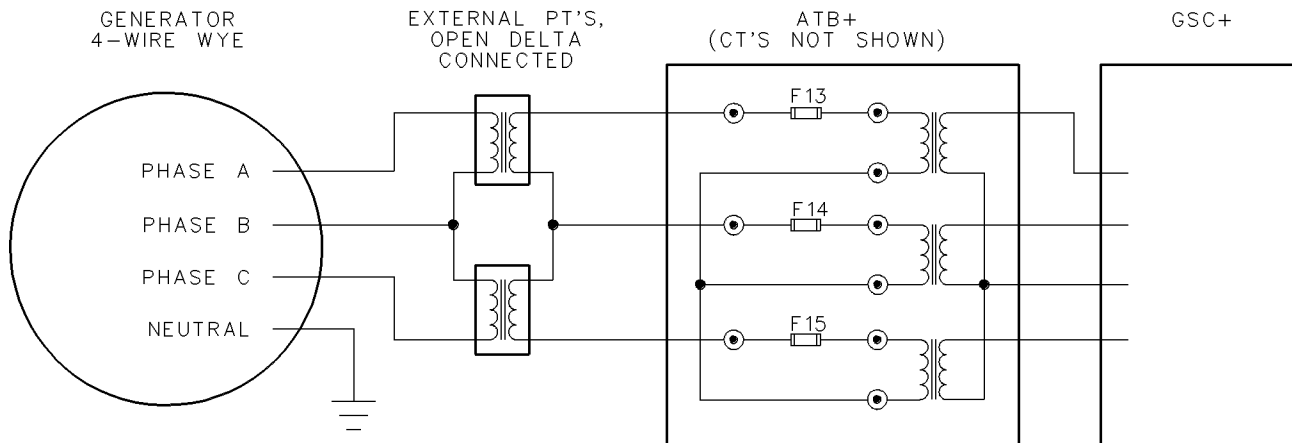 GENERATOR
4-WIRE WYE
EXTERNAL PT'S,
OPEN DELTA
CONNECTED
ATB+
(CT'S NOT SHOWN)
GSC+
F13
PHASE A
PHASE B
F14
PHASE C
NEUTRAL
F15